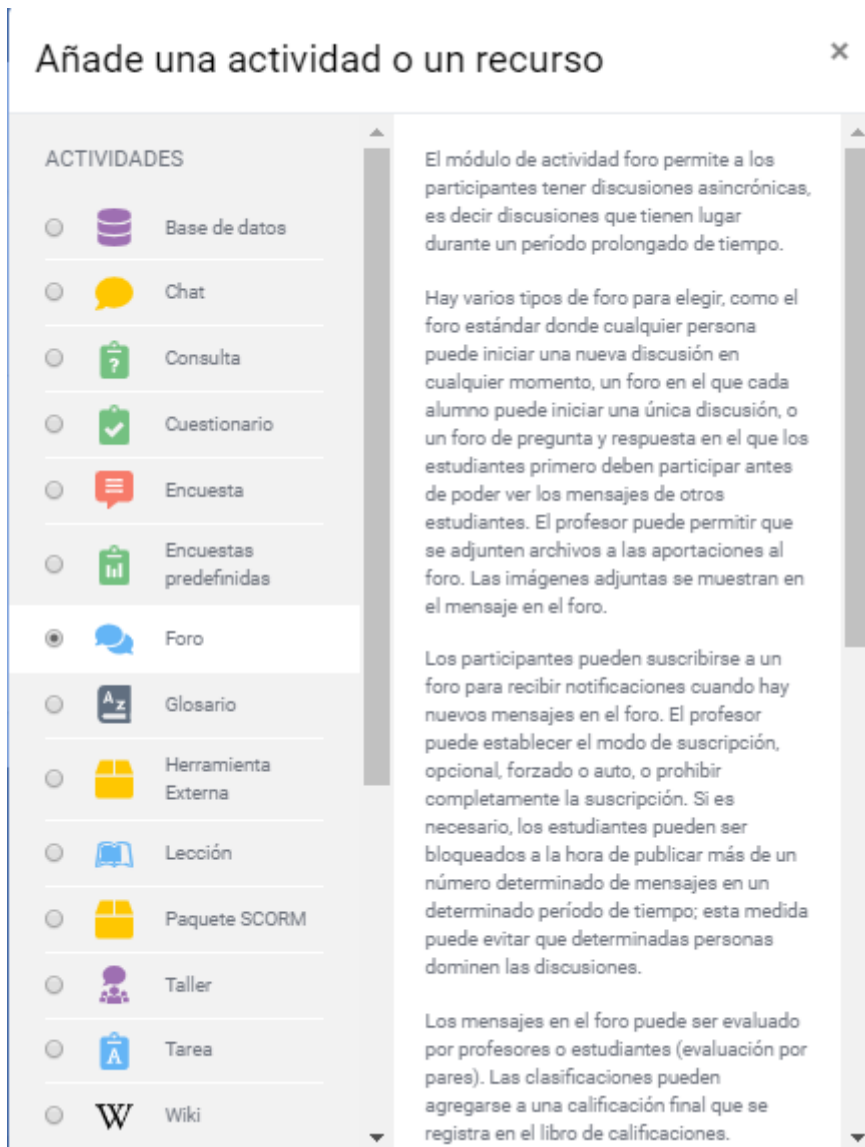 Añade una actividad o un recurso
×
ACTIVIDADES
Base de datos
Chat
?
Consulta
Cuestionario
Encuesta
Encuestas
predefinidas
Foro
A
Z
Glosario
Herramienta
Externa
Lección
Paquete SCORM
Taller
A
Tarea
W
Wiki
El módulo de actividad foro permite a los
participantes tener discusiones asincrónicas,
es decir discusiones que tienen lugar
durante un período prolongado de tiempo.
Hay varios tipos de foro para elegir, como el
foro estándar donde cualquier persona
puede iniciar una nueva discusión en
cualquier momento, un foro en el que cada
alumno puede iniciar una única discusión, o
un foro de pregunta y respuesta en el que los
estudiantes primero deben participar antes
de poder ver los mensajes de otros
estudiantes. El profesor puede permitir que
se adjunten archivos a las aportaciones al
foro. Las imágenes adjuntas se muestran en
el mensaje en el foro.
Los participantes pueden suscribirse a un
foro para recibir notificaciones cuando hay
nuevos mensajes en el foro. El profesor
puede establecer el modo de suscripción,
opcional, forzado o auto, o prohibir
completamente la suscripción. Si es
necesario, los estudiantes pueden ser
bloqueados a la hora de publicar más de un
número determinado de mensajes en un
determinado período de tiempo; esta medida
puede evitar que determinadas personas
dominen las discusiones.
Los mensajes en el foro puede ser evaluado
por profesores o estudiantes (evaluación por
pares). Las clasificaciones pueden
agregarse a una calificación final que se
registra en el libro de calificaciones.